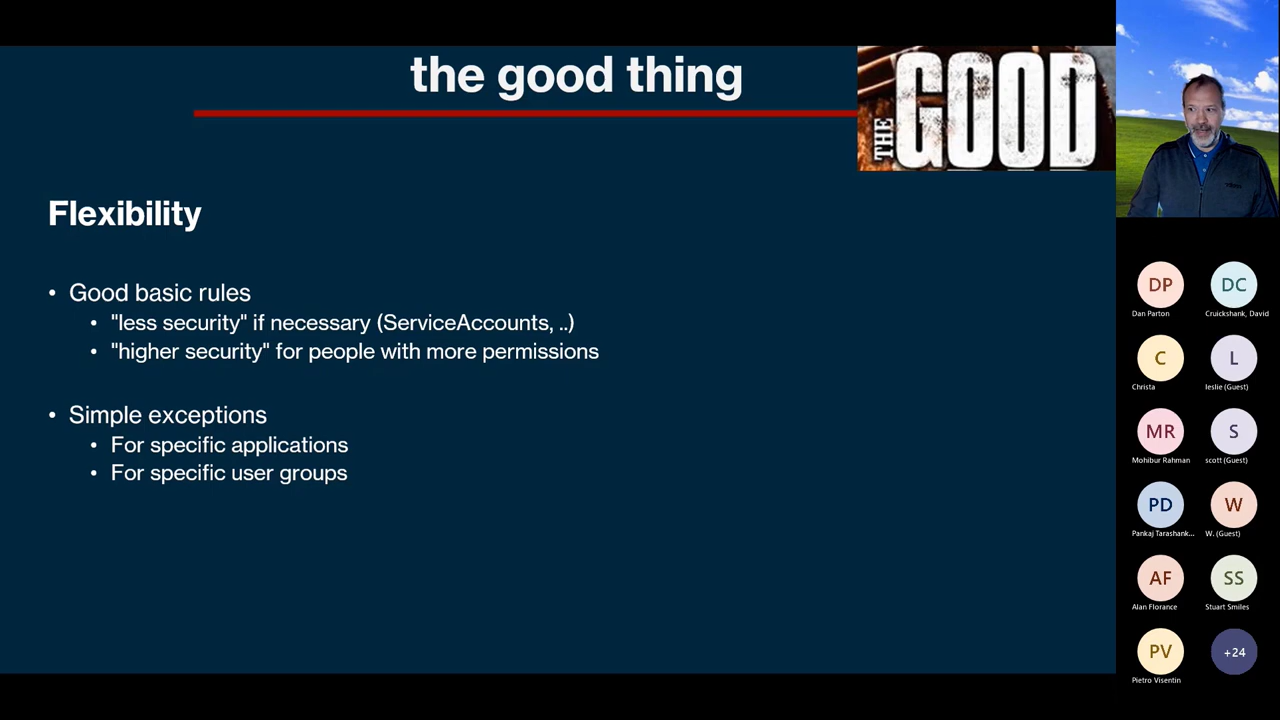 the good thing
THE GOOD
Flexibility
• Good basic rules
• "less security" if necessary (ServiceAccounts, ..)
• "higher security" for people with more permissions
• Simple exceptions
• For specific applications
• For specific user groups
DP DC
Dan Parton Cruickshank, David
C L
Christa leslie (Guest)
MR S
Mohibur Rahman scott (Guest)
PD W
Pankaj Tarashank... W. (Guest)
AF SS
Alan Florance Stuart Smiles
PV +24
Pietro Visentin